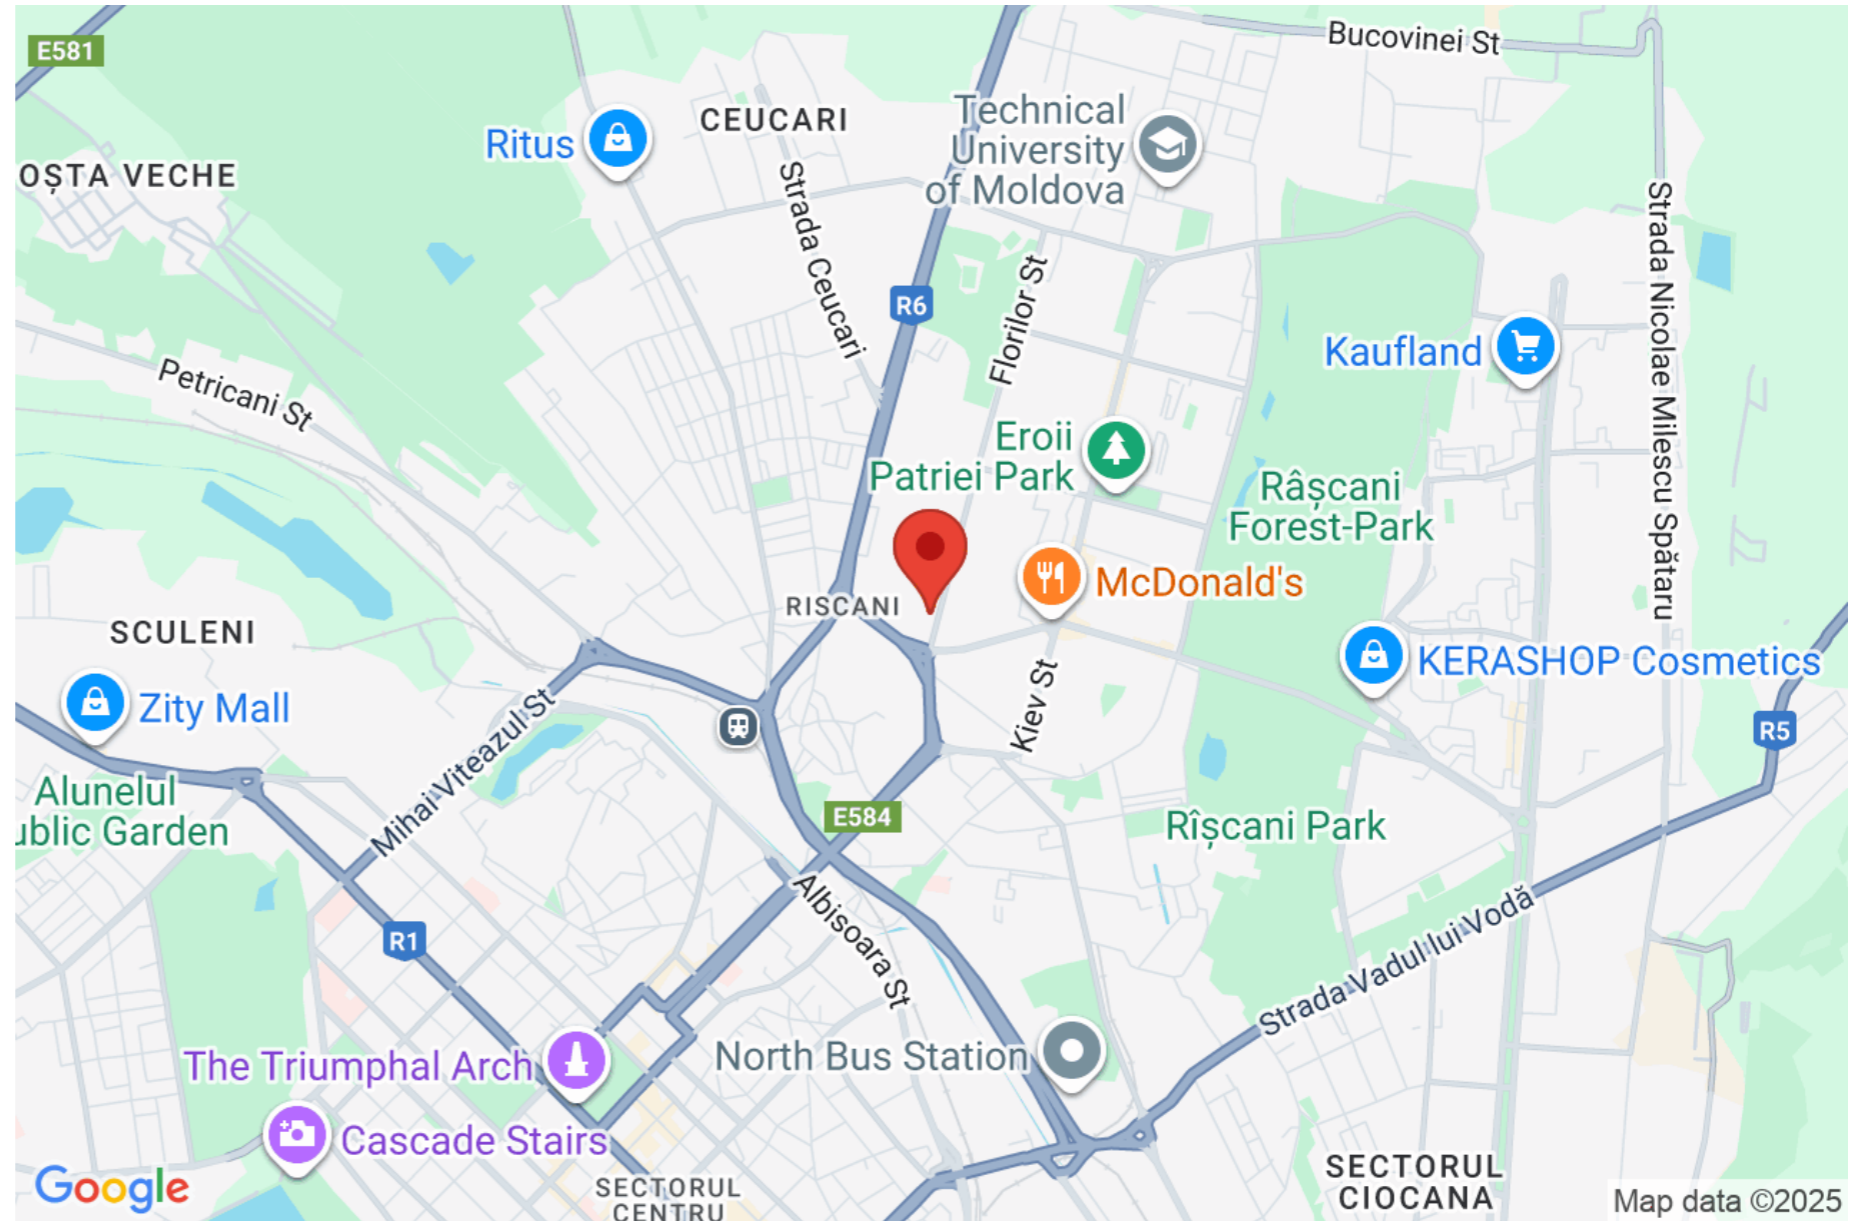 E581
Bucovinei St
CEUCARI
Technical
University
of Moldova
Ritus
OȘTA VECHE
Strada Ceucari
Strada Nicolae Milescu Spătaru
R6
Florilor St
Kaufland
Petricani St
Eroii
Patriei Park
Râșcani
Forest-Park
McDonald's
RISCANI
SCULENI
KERASHOP Cosmetics
Zity Mall
Kiev St
R5
Mihai Viteazul St
Alunelul
ublic Garden
E584
Rîșcani Park
Albisoara St
Strada Vadul lui Vodă
R1
The Triumphal Arch
North Bus Station
Cascade Stairs
SECTORUL
CIOCANA
SECTORUL
CENTRU
Google
Map data ©2025